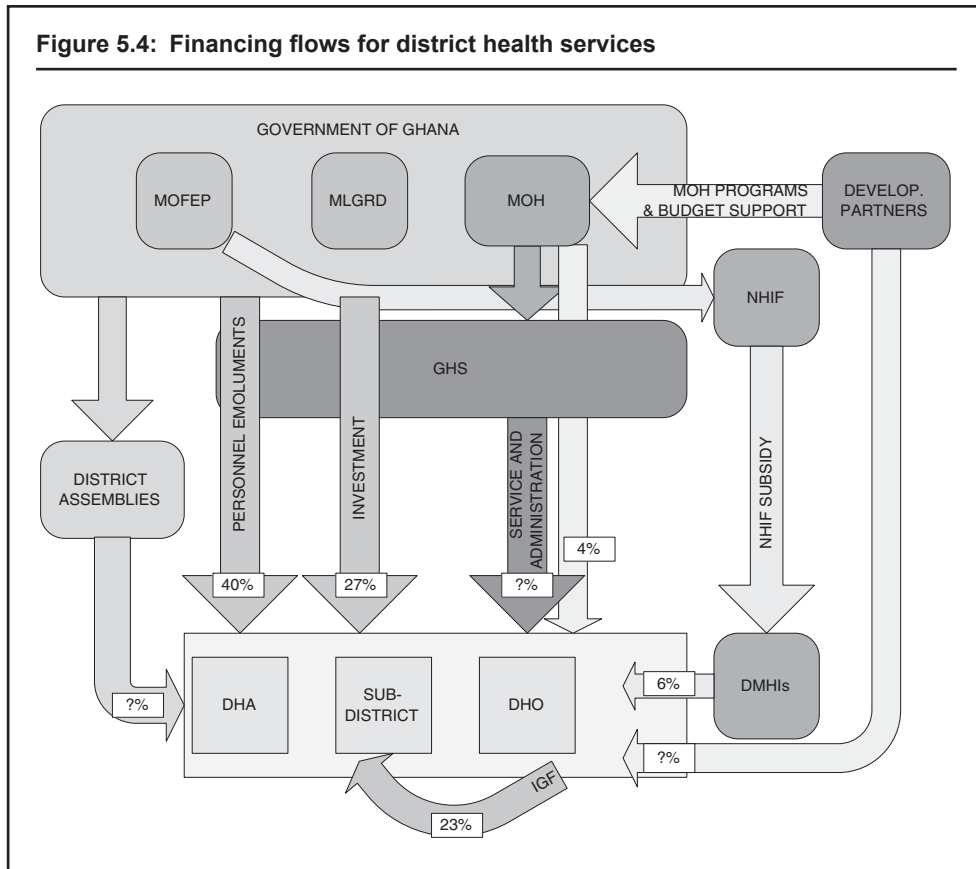 Figure 5.4: Financing flows for district health services
GOVERNMENT OF GHANA
MOFEP
MLGRD
MOH
MOH PROGRAMS
& BUDGET SUPPORT
DEVELOP.
PARTNERS
NHIF
GHS
PERSONNEL EMOLUMENTS
INVESTMENT
SERVICE AND
ADMINISTRATION
NHIF SUBSIDY
DISTRICT
ASSEMBLIES
4%
40%
27%
?%
DHA
SUB-
DISTRICT
DHO
6%
DMHIs
?%
?%
IGF
23%